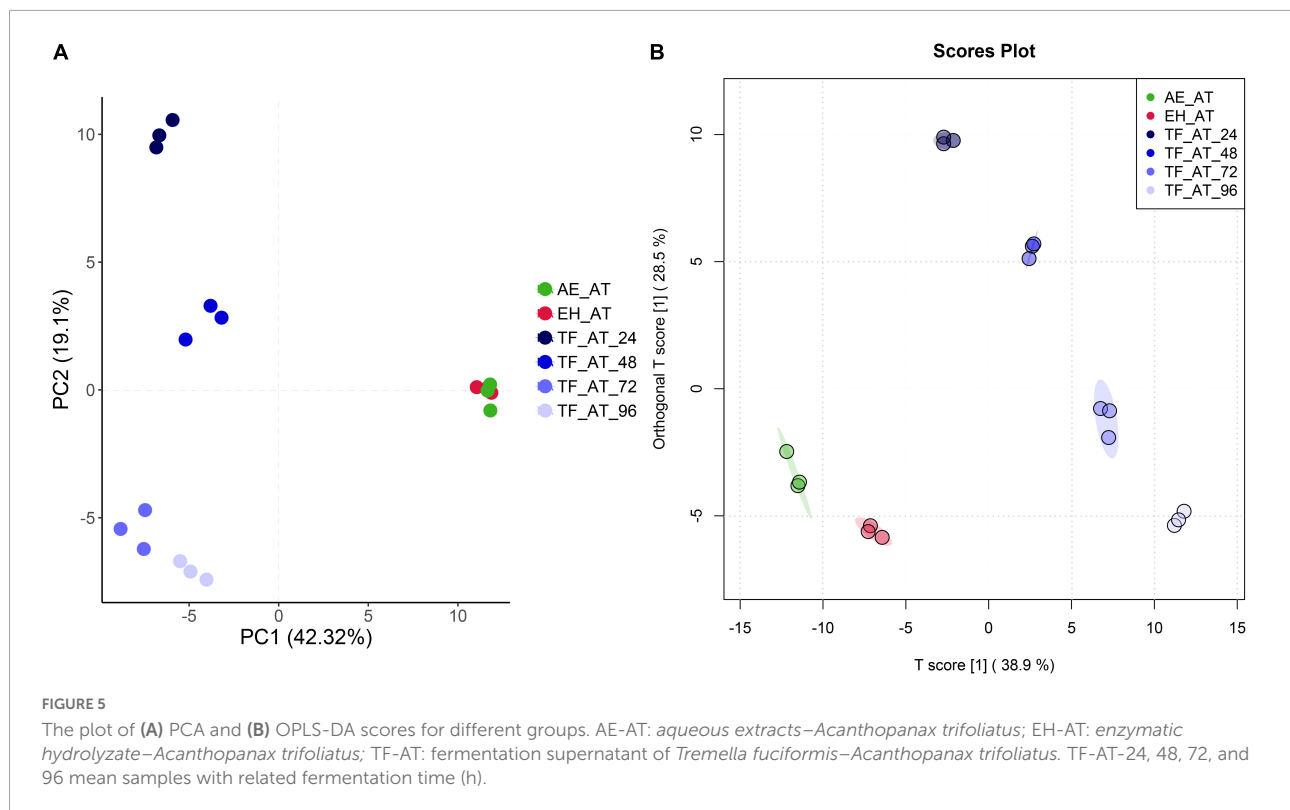 A
10
5
0
-5
PC2 (19.1%)
-5
0
5
10
PC1 (42.32%)
AE_AT
EH_AT
TF_AT_24
TF_AT_48
TF_AT_72
TF_AT_96
B
Scores Plot
10
5
0
-5
Orthogonal T score [1] ( 28.5 %)
-15
-10
-5
0
5
10
15
T score [1] ( 38.9 %)
AE_AT
EH_AT
TF_AT_24
TF_AT_48
TF_AT_72
TF_AT_96
FIGURE 5
The plot of (A) PCA and (B) OPLS-DA scores for different groups. AE-AT: aqueous extracts–Acanthopanax trifoliatus; EH-AT: enzymatic
hydrolyzate–Acanthopanax trifoliatus; TF-AT: fermentation supernatant of Tremella fuciformis–Acanthopanax trifoliatus. TF-AT-24, 48, 72, and
96 mean samples with related fermentation time (h).